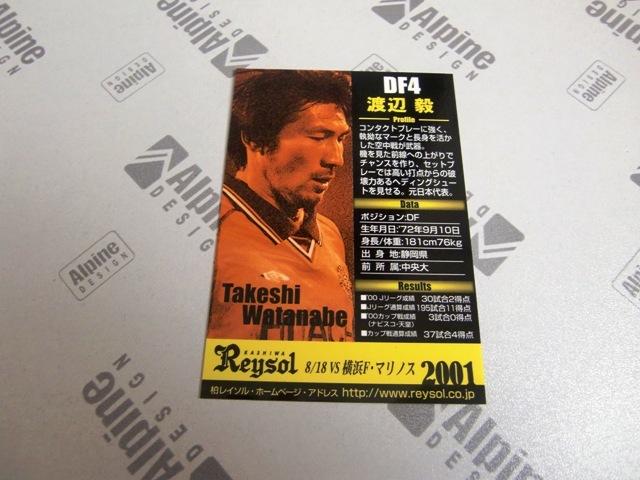 DF4
渡辺 毅
Profile
コンタクトプレーに強く、
執拗なマークと長身を活か
した空中戦が武器。
機を見た前線への上がりで
チャンスを作り、セットプ
レーでは高い打点からの破
壊力あるヘディングシュー
トを見せる。元日本代表。
Data
ポジション:DF
生年月日:'72年9月10日
身長/体重:181cm76kg
出身地:静岡県
前所属:中央大
Results
■'00 Jリーグ成績 30試合2得点
■Jリーグ通算成績 195試合11得点
■'00カップ戦成績 3試合0得点
(ナビスコ・天皇)
■カップ戦通算成績 37試合4得点
Takeshi
Watanabe
KASHIWA
Reysol 8/18 VS 横浜F・マリノス 2001
柏レイソル・ホームページ・アドレス http://www.reysol.co.jp
Alpine
DESIGN
Alpine
DESIGN
Alpine
DESIGN
Alpine
DESIGN
Alpine
DESIGN